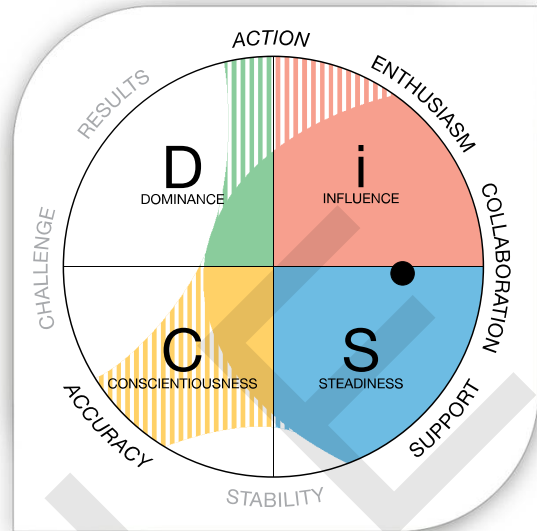 ACTION
ENTHUSIASM
RESULTS
D
DOMINANCE
i
INFLUENCE
COLLABORATION
CHALLENGE
C
CONSCIENTIOUSNESS
S
STEADINESS
ACCURACY
SUPPORT
STABILITY